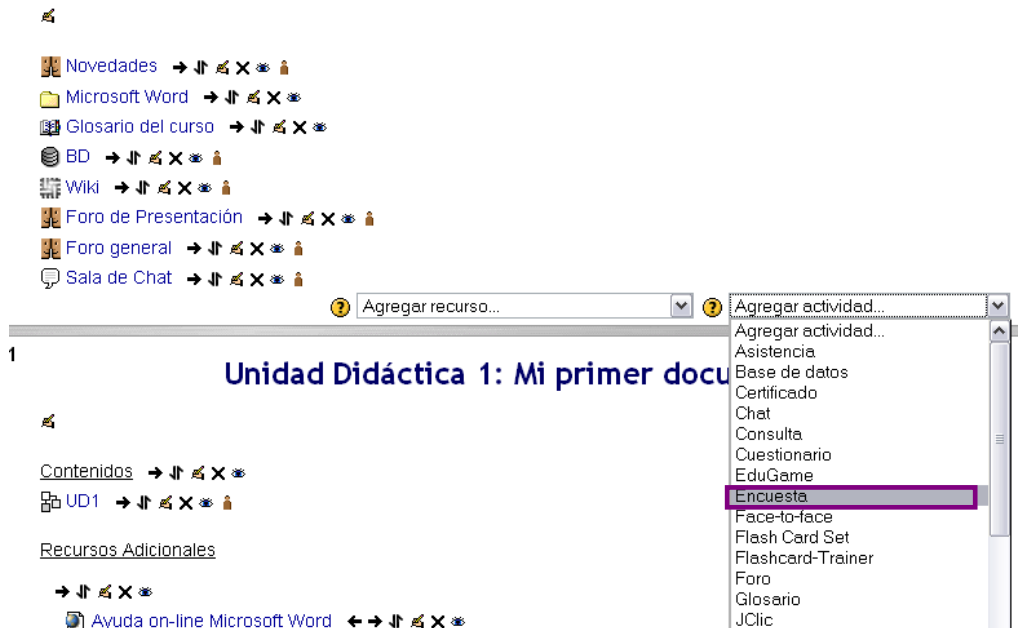 Novedades
Microsoft Word
Glosario del curso
BD
Wiki
Foro de Presentación
Foro general
Sala de Chat
Agregar recurso... Agregar actividad...
Agregar actividad...
Asistencia
Base de datos
Certificado
Chat
Consulta
Cuestionario
EduGame
Encuesta
Face-to-face
Flash Card Set
Flashcard-Trainer
Foro
Glosario
JClic
1
Unidad Didáctica 1: Mi primer docu
Contenidos
UD1
Recursos Adicionales
Ayuda on-line Microsoft Word